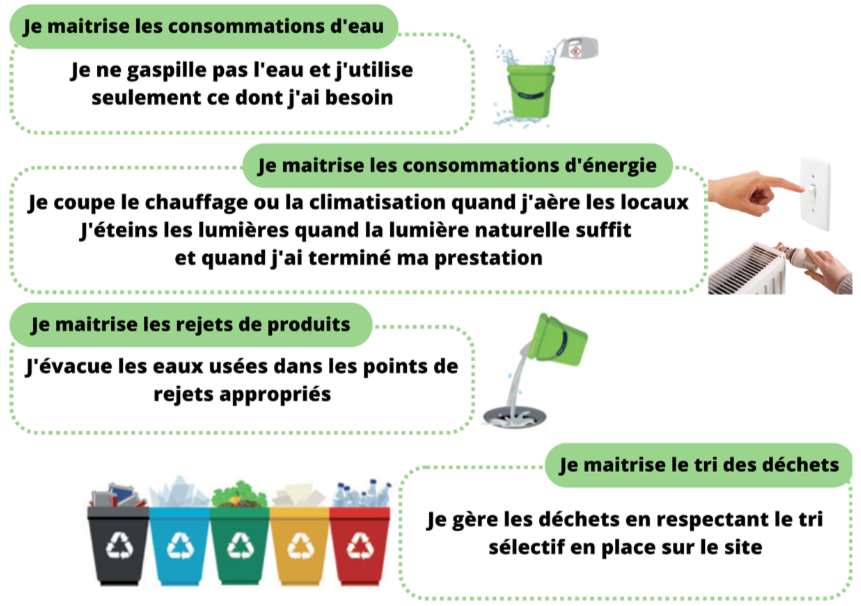 Je maitrise les consommations d'eau
Je ne gaspille pas l'eau et j'utilise
seulement ce dont j'ai besoin
Je maitrise les consommations d'énergie
Je coupe le chauffage ou la climatisation quand j'aère les locaux
J'éteins les lumières quand la lumière naturelle suffit
et quand j'ai terminé ma prestation
Je maitrise les rejets de produits
J'évacue les eaux usées dans les points de
rejets appropriés
Je maitrise le tri des déchets
Je gère les déchets en respectant le tri
sélectif en place sur le site